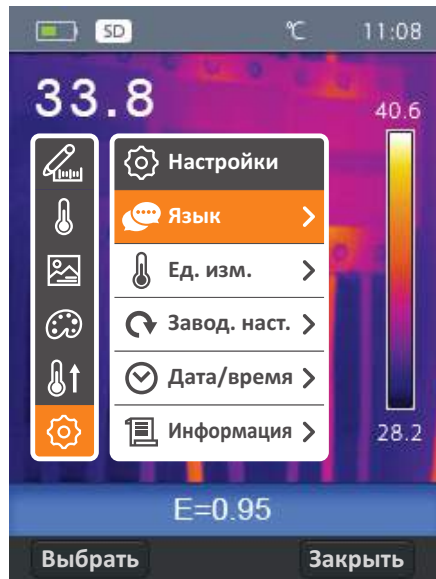 SD °C 11:08
33.8
40.6
Настройки
Язык
Ед. изм.
Завод. наст.
Дата/время
Информация
28.2
E=0.95
Выбрать Закрыть